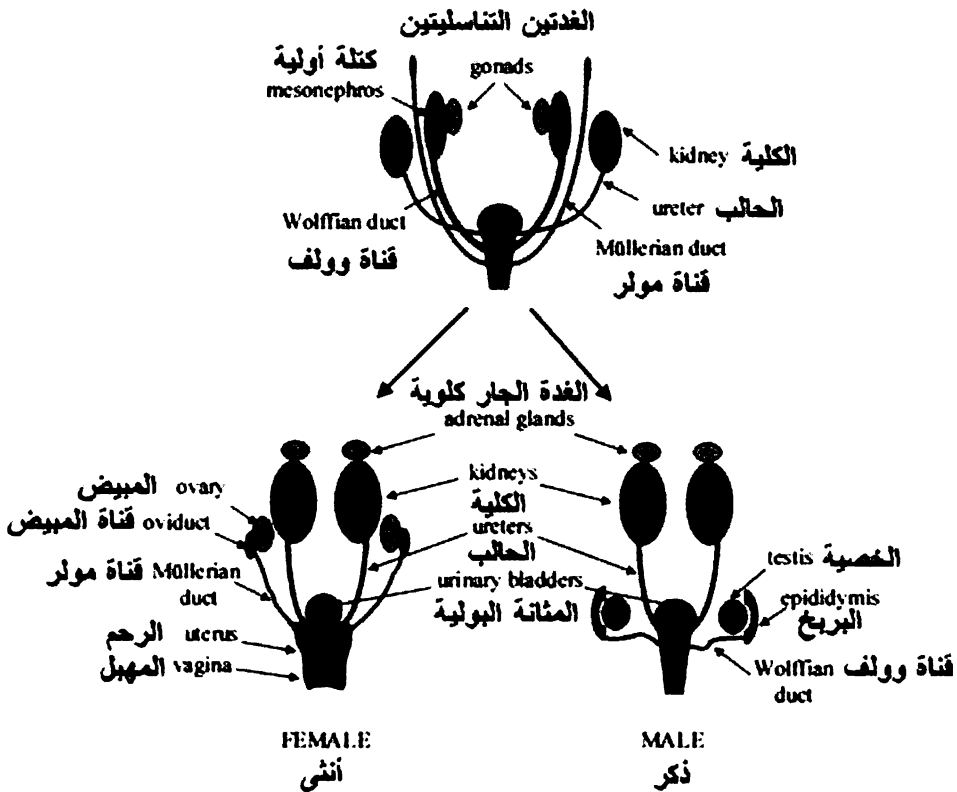 الغدتين التناسليتين
gonads
كتلة أولية
mesonephros
kidney الكلية
ureter الحالب
Wolffian duct
قناة وولف
Müllerian duct
قناة مولر
الغدة الجار كلوية
adrenal glands
kidneys
الكلية
ureters
الحالب
urinary bladders
المثانة البولية
المبيض ovary
قناة المبيض oviduct
قناة مولر Müllerian
duct
الرحم uterus
المهبل vagina
testis الخصية
epididymis
البربخ
Wolffian قناة وولف
duct
FEMALE
أنثى
MALE
ذكر